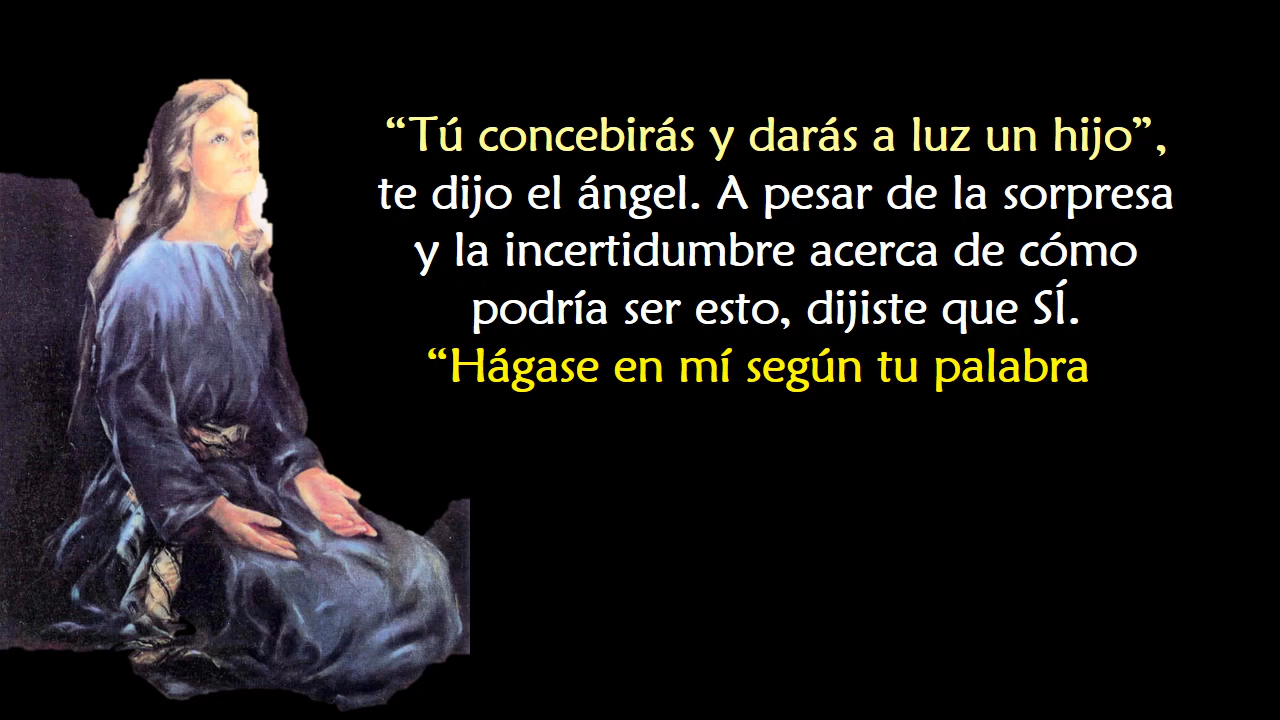 “Tú concebirás y darás a luz un hijo”,
te dijo el ángel. A pesar de la sorpresa
y la incertidumbre acerca de cómo
podría ser esto, dijiste que SÍ.
“Hágase en mí según tu palabra